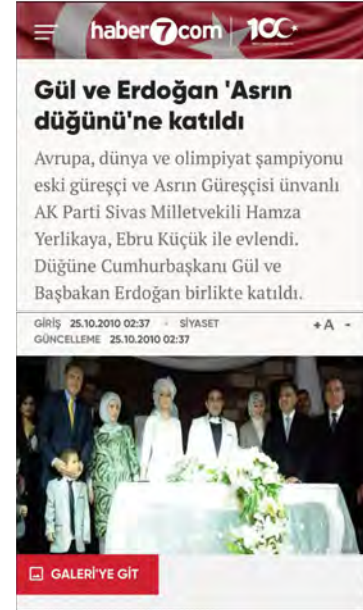 haber7com 100
Gül ve Erdoğan 'Asrın
düğünü'ne katıldı
Avrupa, dünya ve olimpiyat şampiyonu
eski güreşçi ve Asrın Güreşçisi ünvanlı
AK Parti Sivas Milletvekili Hamza
Yerlikaya, Ebru Küçük ile evlendi.
Düğüne Cumhurbaşkanı Gül ve
Başbakan Erdoğan birlikte katıldı.
GİRİŞ 25.10.2010 02:37 · SİYASET +A -
GÜNCELLEME 25.10.2010 02:37
GALERİ'YE GİT